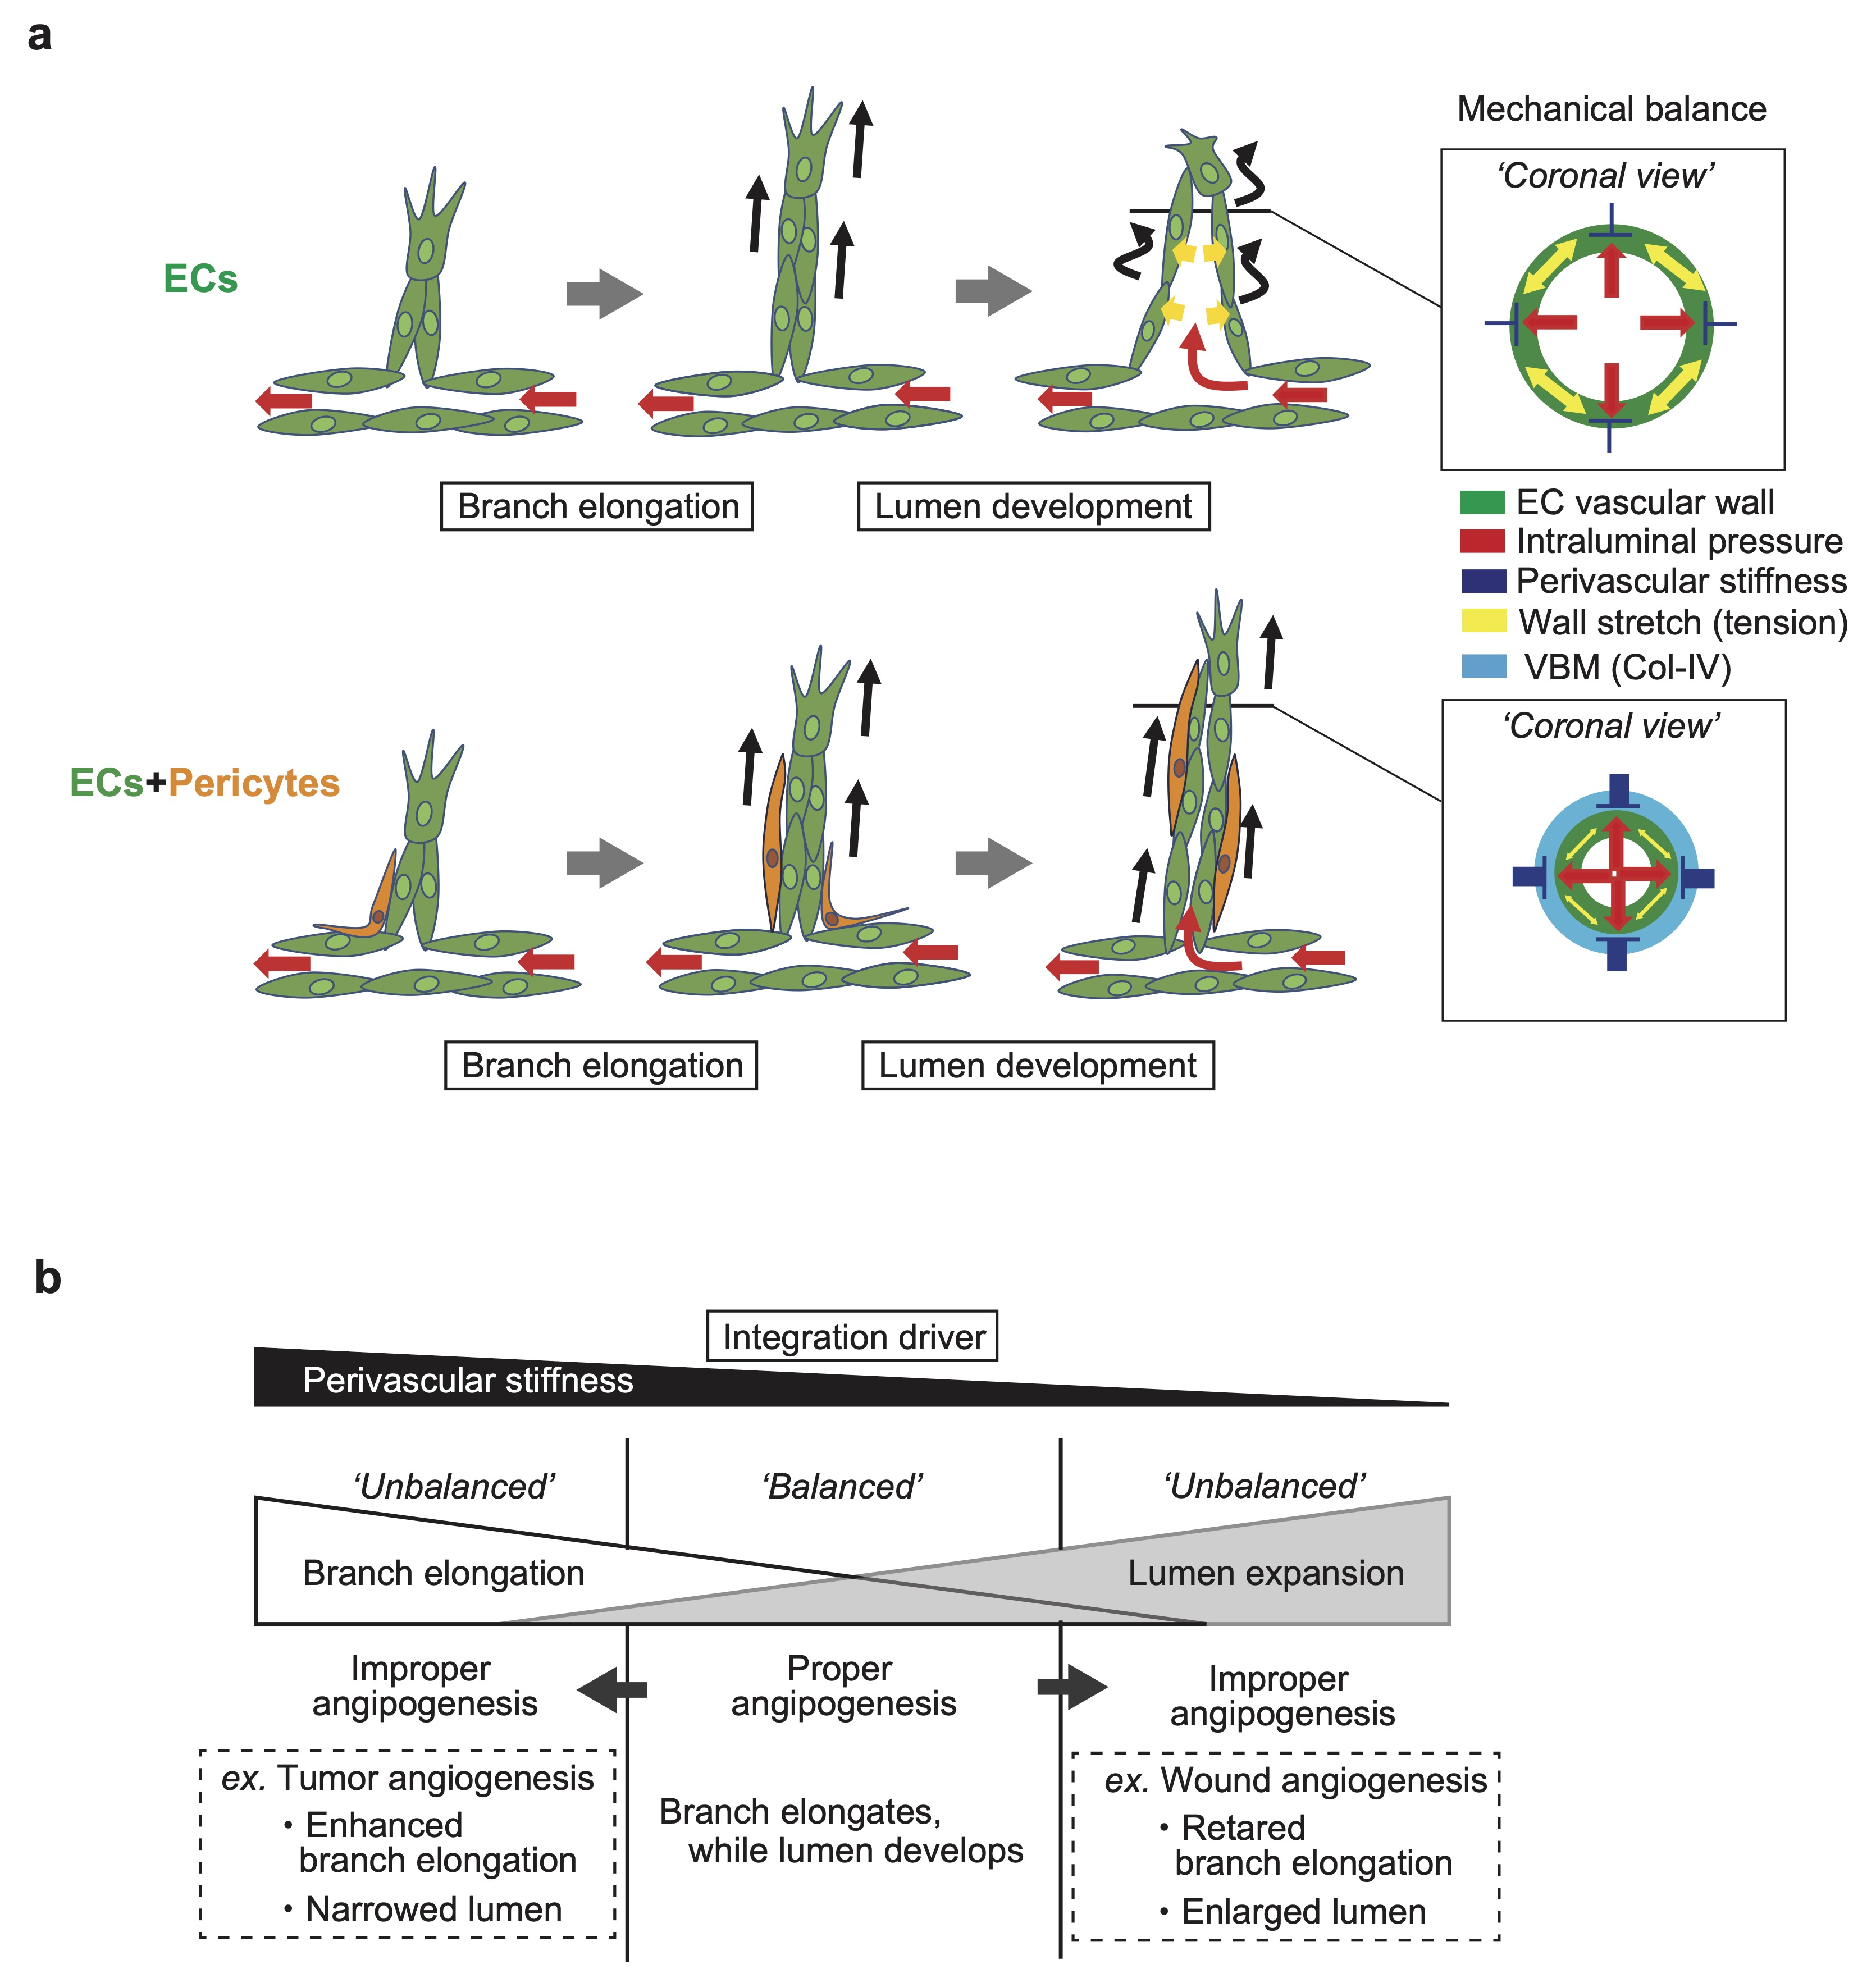 a
Mechanical balance
‘Coronal view’
ECs
Branch elongation
Lumen development
EC vascular wall
Intraluminal pressure
Perivascular stiffness
Wall stretch (tension)
VBM (Col-IV)
‘Coronal view’
ECs+Pericytes
Branch elongation
Lumen development
b
Integration driver
Perivascular stiffness
‘Unbalanced’
‘Balanced’
‘Unbalanced’
Branch elongation
Lumen expansion
Improper
angipogenesis
Proper
angipogenesis
Improper
angipogenesis
ex. Tumor angiogenesis
・Enhanced
branch elongation
・Narrowed lumen
Branch elongates,
while lumen develops
ex. Wound angiogenesis
・Retared
branch elongation
・Enlarged lumen